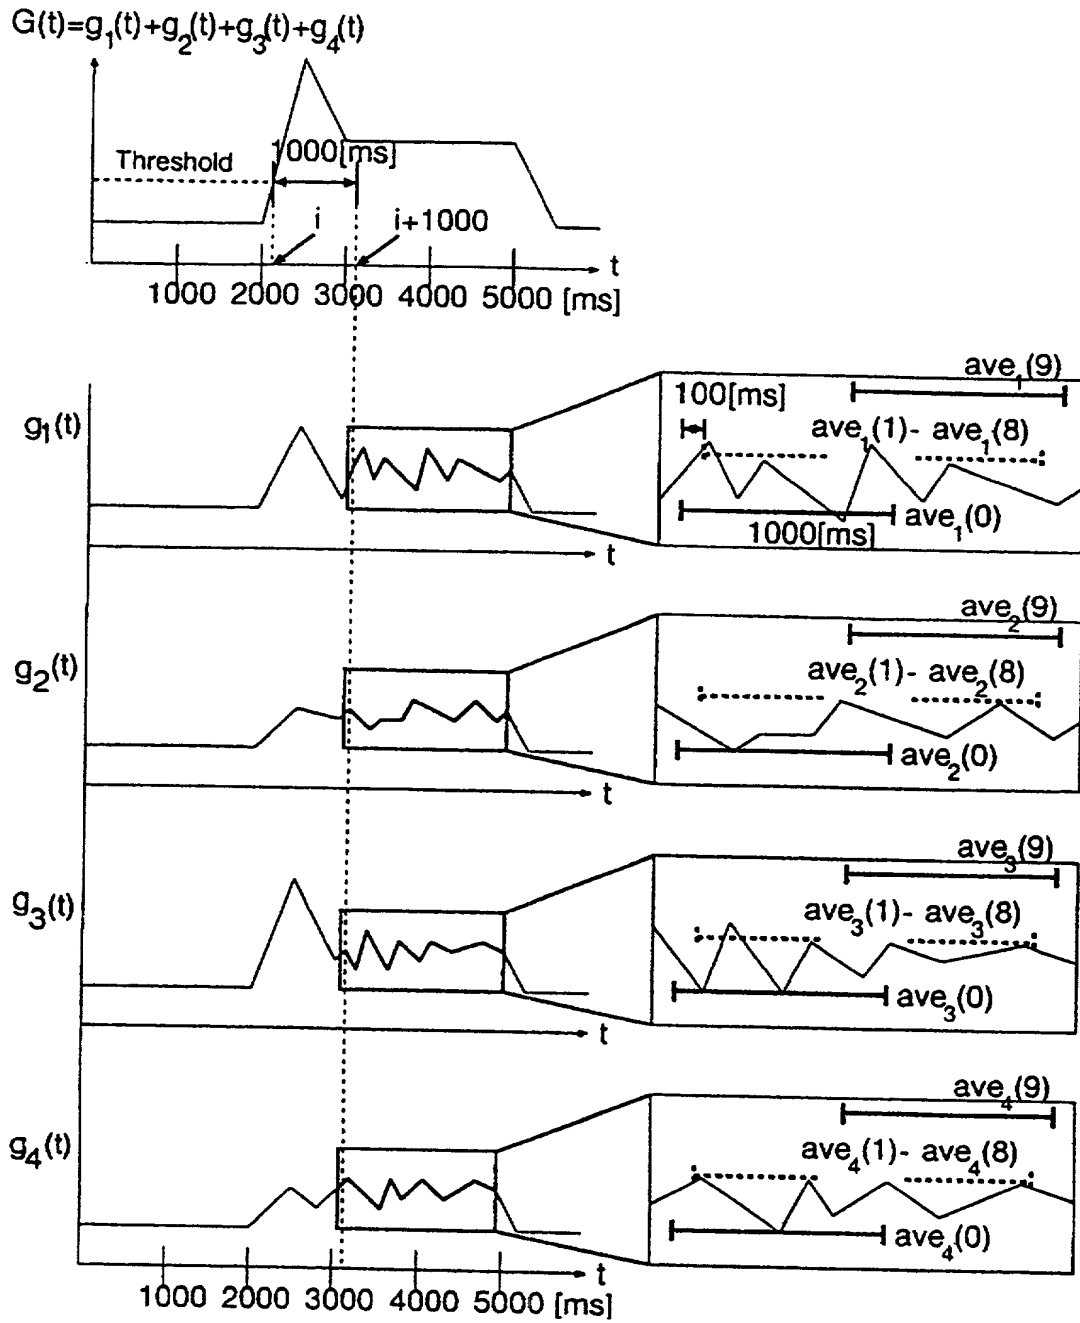 G(t)=g₁(t)+g₂(t)+g₃(t)+g₄(t)
Threshold
1000[ms]
i
i+1000
t
1000 2000 3000 4000 5000 [ms]
g₁(t)
t
ave₁(9)
100[ms]
ave₁(1)- ave₁(8)
ave₁(0)
1000[ms]
g₂(t)
t
ave₂(9)
ave₂(1)- ave₂(8)
ave₂(0)
g₃(t)
t
ave₃(9)
ave₃(1)- ave₃(8)
ave₃(0)
g₄(t)
t
1000 2000 3000 4000 5000 [ms]
ave₄(9)
ave₄(1)- ave₄(8)
ave₄(0)